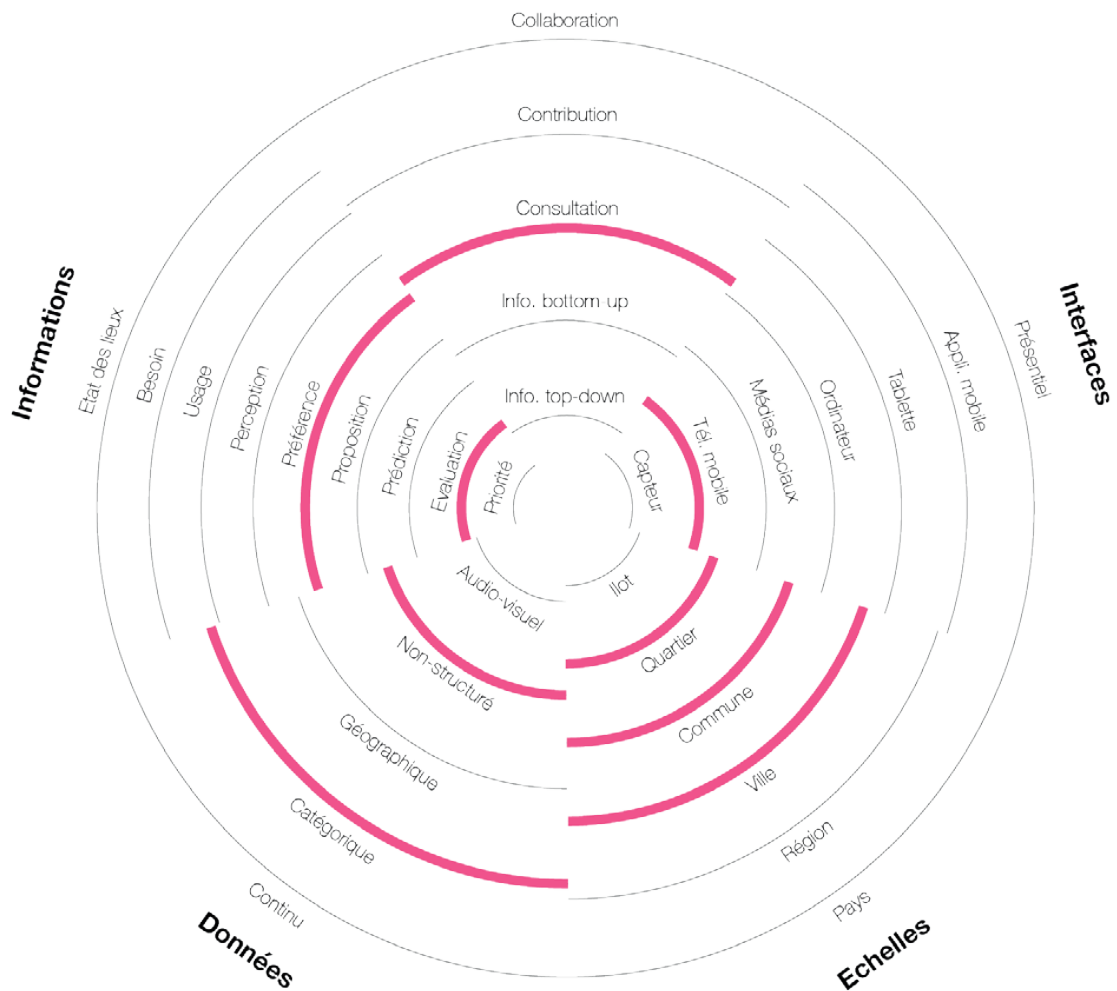 Collaboration
Contribution
Consultation
Info. bottom-up
Info. top-down
Informations
Etat des lieux
Besoin
Usage
Perception
Préférence
Proposition
Prédiction
Evaluation
Priorité
Interfaces
Présentiel
Appli. mobile
Tablette
Ordinateur
Médias sociaux
Tél. mobile
Capteur
Audio-visuel
Non-structuré
Géographique
Catégorique
Continu
Données
Ilot
Quartier
Commune
Ville
Région
Pays
Echelles